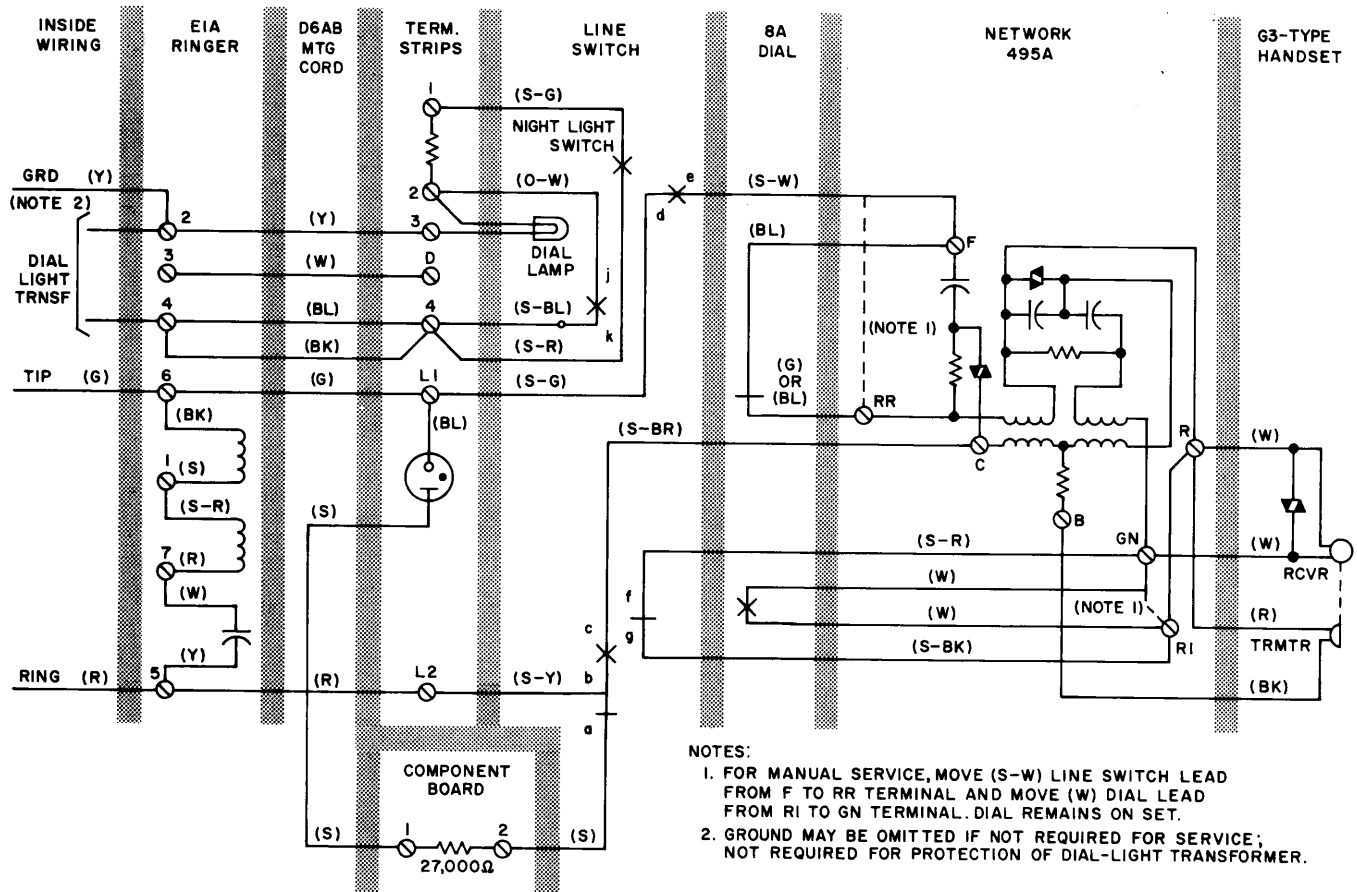 INSIDE
WIRING
E1A
RINGER
D6AB
MTG
CORD
TERM.
STRIPS
LINE
SWITCH
8A
DIAL
NETWORK
495A
G3-TYPE
HANDSET
1
(S-G)
NIGHT LIGHT
SWITCH
GRD (Y)
(NOTE 2)
2
(O-W)
e
d
(S-W)
2
(Y)
3
DIAL
LAMP
(BL)
F
DIAL
LIGHT
TRNSF
3
(W)
D
j
4
(BL)
4
(S-BL)
k
(NOTE 1)
(BK)
(S-R)
TIP (G)
6
(G)
L1
(S-G)
(G)
OR
(BL)
RR
(BK)
(BL)
(S-BR)
C
R
(W)
1
(S)
(S-R)
(S)
B
7
(R)
(S-R)
GN
(W)
RCVR
(W)
(W)
f
g
(W)
(NOTE 1)
R1
(R)
TRMTR
c
(S-BK)
(Y)
RING (R)
5
(R)
L2
(S-Y)
b
(BK)
a
COMPONENT
BOARD
(S)
1
2
(S)
27,000Ω
NOTES:
1. FOR MANUAL SERVICE, MOVE (S-W) LINE SWITCH LEAD
FROM F TO RR TERMINAL AND MOVE (W) DIAL LEAD
FROM R1 TO GN TERMINAL. DIAL REMAINS ON SET.
2. GROUND MAY BE OMITTED IF NOT REQUIRED FOR SERVICE;
NOT REQUIRED FOR PROTECTION OF DIAL-LIGHT TRANSFORMER.